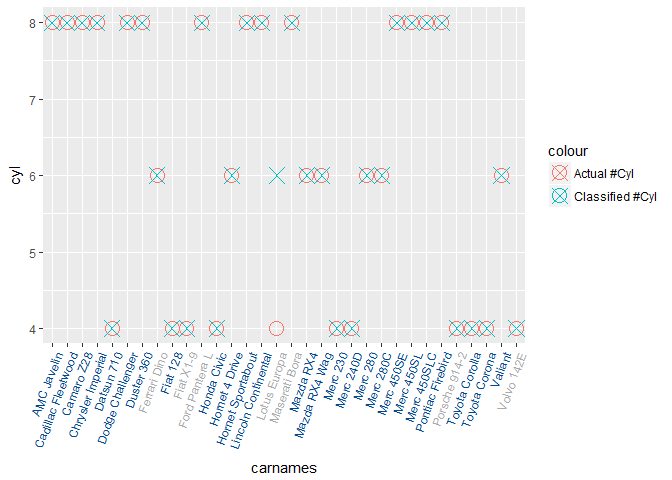 8
7
6
5
4
cyl
AMC Javelin
Cadillac Fleetwood
Camaro Z28
Chrysler Imperial
Datsun 710
Dodge Challenger
Duster 360
Ferrari Dino
Fiat 128
Fiat X1-9
Ford Pantera L
Honda Civic
Hornet 4 Drive
Hornet Sportabout
Lincoln Continental
Lotus Europa
Maserati Bora
Mazda RX4
Mazda RX4 Wag
Merc 230
Merc 240D
Merc 280
Merc 280C
Merc 450SE
Merc 450SL
Merc 450SLC
Pontiac Firebird
Porsche 914-2
Toyota Corolla
Toyota Corona
Valiant
Volvo 142E
carnames
colour
Actual #Cyl
Classified #Cyl